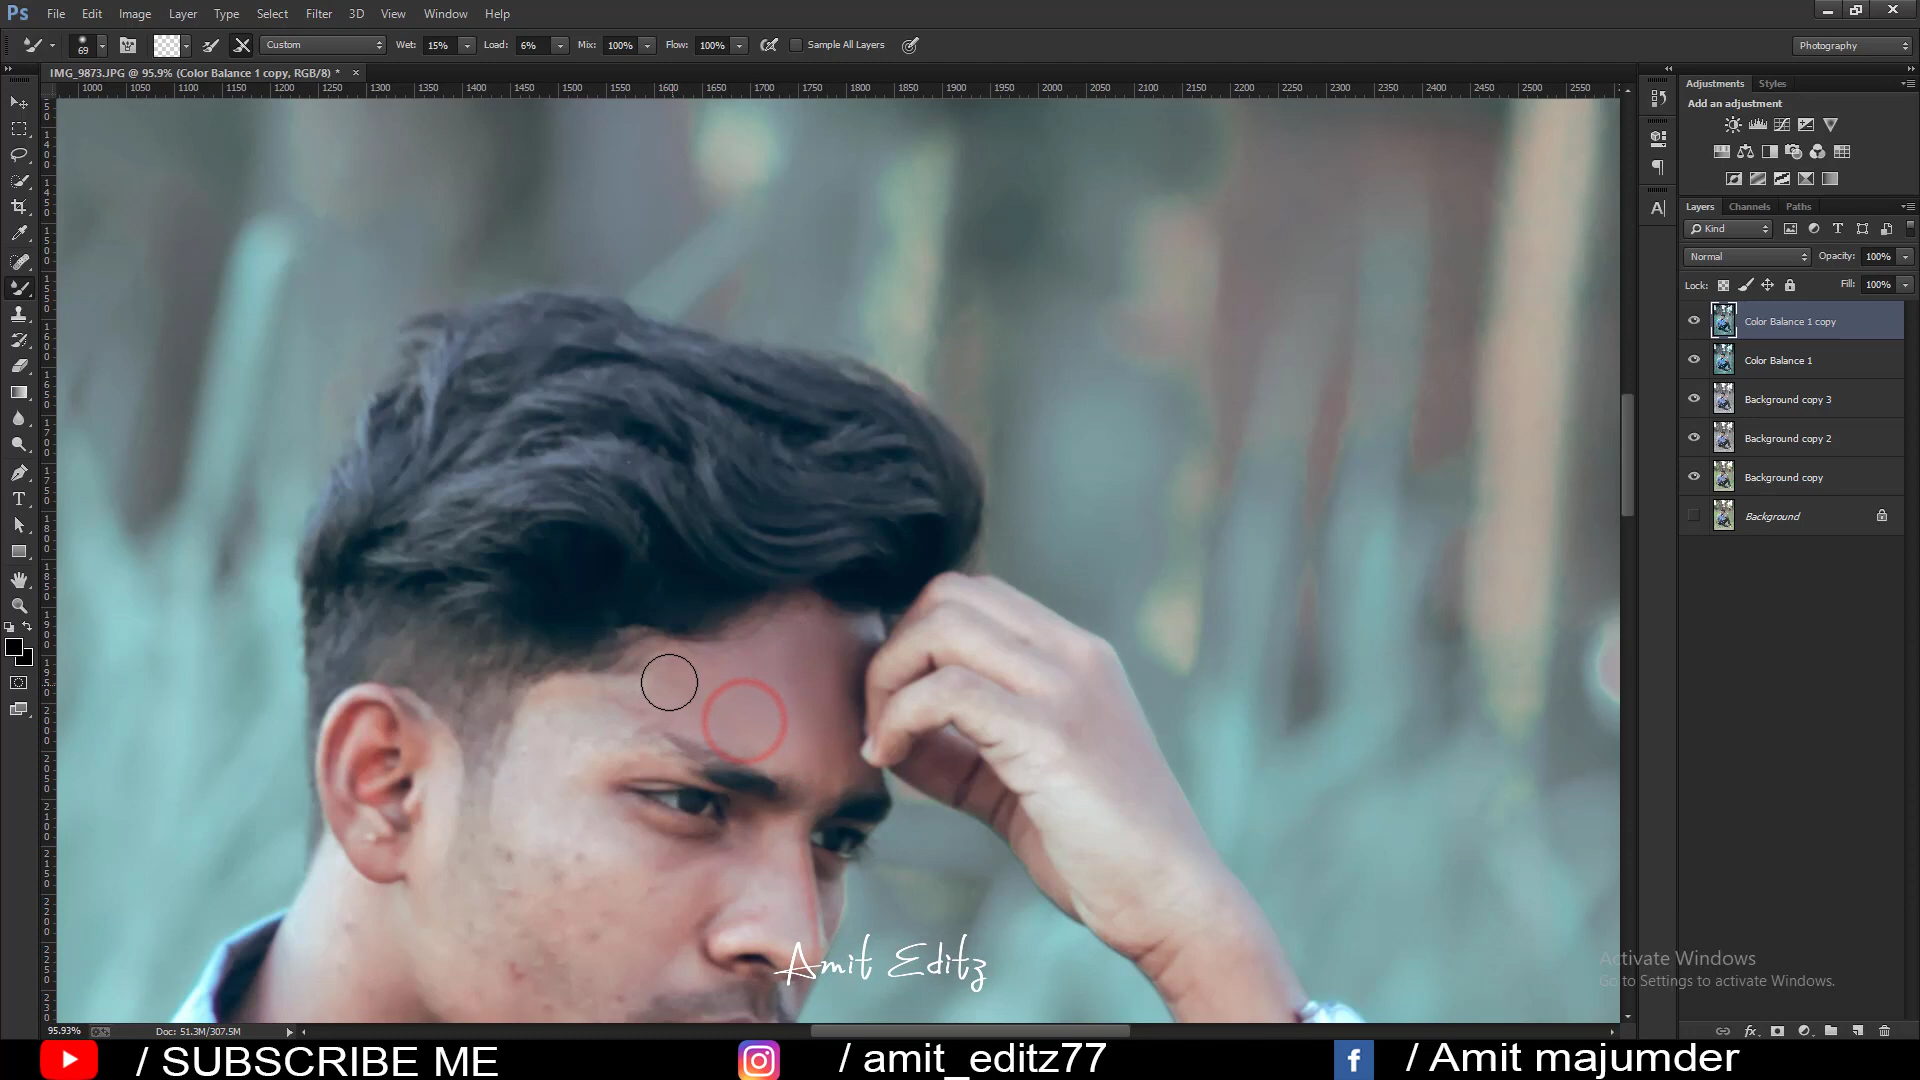 Ps File Edit Image Layer Type Select Filter 3D View Window Help
69 Custom Wet: 15% Load: 6% Mix: 100% Flow: 100% Sample All Layers Photography
IMG_9873.JPG @ 95.9% (Color Balance 1 copy, RGB/8) * ×
1000 1050 1100 1150 1200 1250 1300 1350 1400 1450 1500 1550 1600 1650 1700 1750 1800 1850 1900 1950 2000 2050 2100 2150 2200 2250 2300 2350 2400 2450 2500 2550
Adjustments Styles
Add an adjustment
Layers Channels Paths
Kind
Normal Opacity: 100%
Lock: Fill: 100%
Color Balance 1 copy
Color Balance 1
Background copy 3
Background copy 2
Background copy
Background
Amit Editz
Activate Windows
Go to Settings to activate Windows.
95.93% Doc: 51.3M/307.5M
/ SUBSCRIBE ME / amit_editz77 / Amit majumder